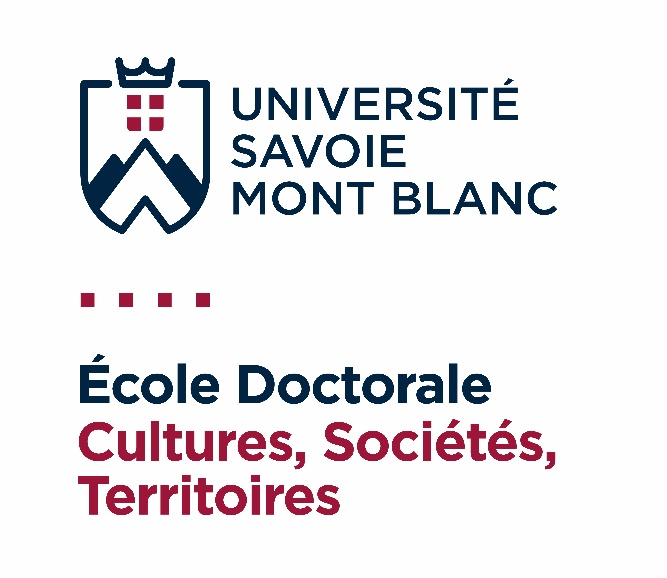 UNIVERSITÉ
SAVOIE
MONT BLANC
École Doctorale
Cultures, Sociétés,
Territoires